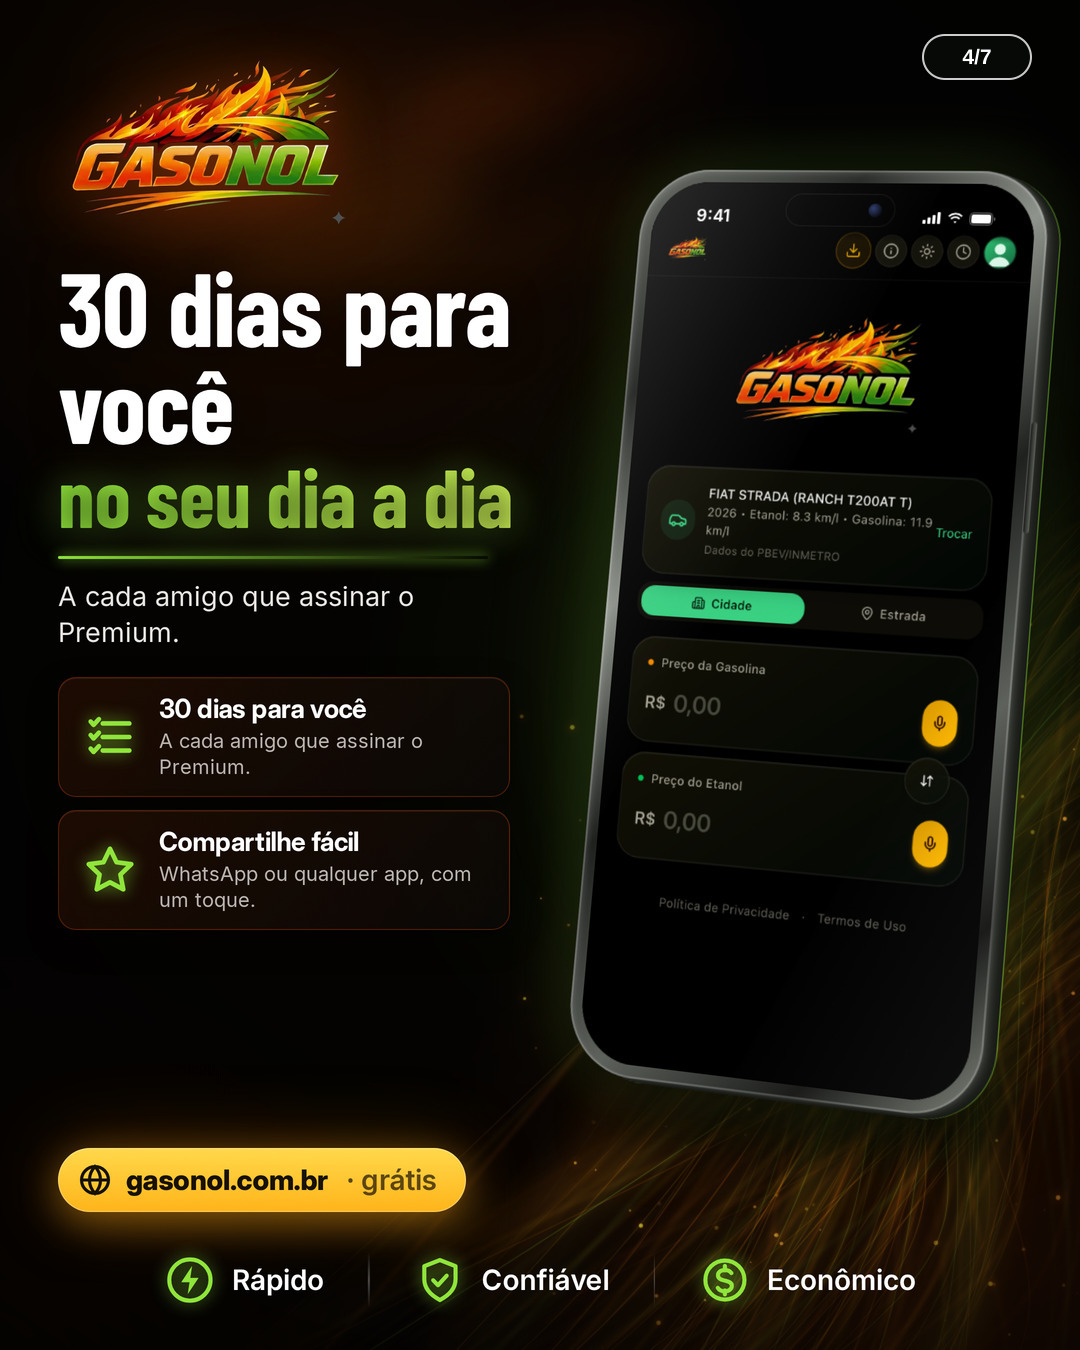 4/7
GASONOL
30 dias para
você
no seu dia a dia
A cada amigo que assinar o
Premium.
30 dias para você
A cada amigo que assinar o
Premium.
Compartilhe fácil
WhatsApp ou qualquer app, com
um toque.
9:41
GASONOL
GASONOL
FIAT STRADA (RANCH T200AT T)
2026 • Etanol: 8.3 km/l • Gasolina: 11.9
km/l
Trocar
Dados do PBEV/INMETRO
Cidade
Estrada
Preço da Gasolina
R$ 0,00
Preço do Etanol
R$ 0,00
Política de Privacidade · Termos de Uso
gasonol.com.br · grátis
Rápido
Confiável
Econômico